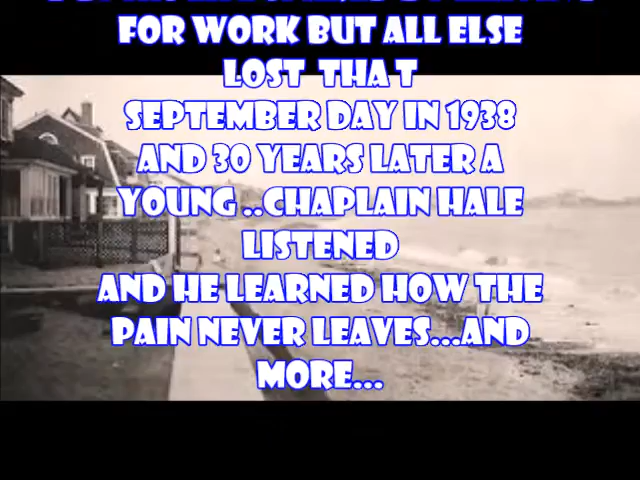 FOR WORK BUT ALL ELSE
LOST THA T
SEPTEMBER DAY IN 1938
AND 30 YEARS LATER A
YOUNG ..CHAPLAIN HALE
LISTENED
AND HE LEARNED HOW THE
PAIN NEVER LEAVES...AND
MORE...